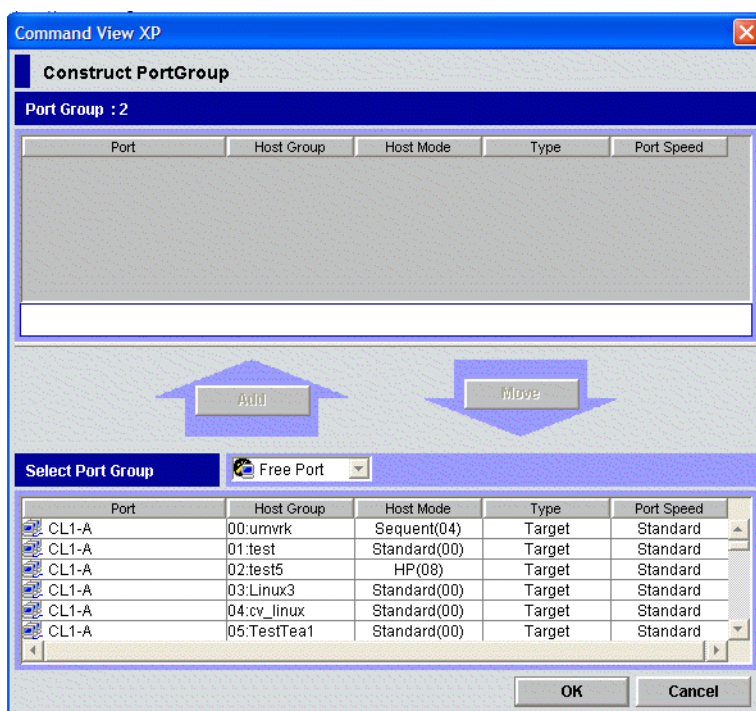 Command View XP
Construct PortGroup
Port Group : 2
Port Host Group Host Mode Type Port Speed
Add Move
Select Port Group Free Port
Port Host Group Host Mode Type Port Speed
CL1-A 00:umvrk Sequent(04) Target Standard
CL1-A 01:test Standard(00) Target Standard
CL1-A 02:test5 HP(08) Target Standard
CL1-A 03:Linux3 Standard(00) Target Standard
CL1-A 04:cv_linux Standard(00) Target Standard
CL1-A 05:TestTea1 Standard(00) Target Standard
OK Cancel